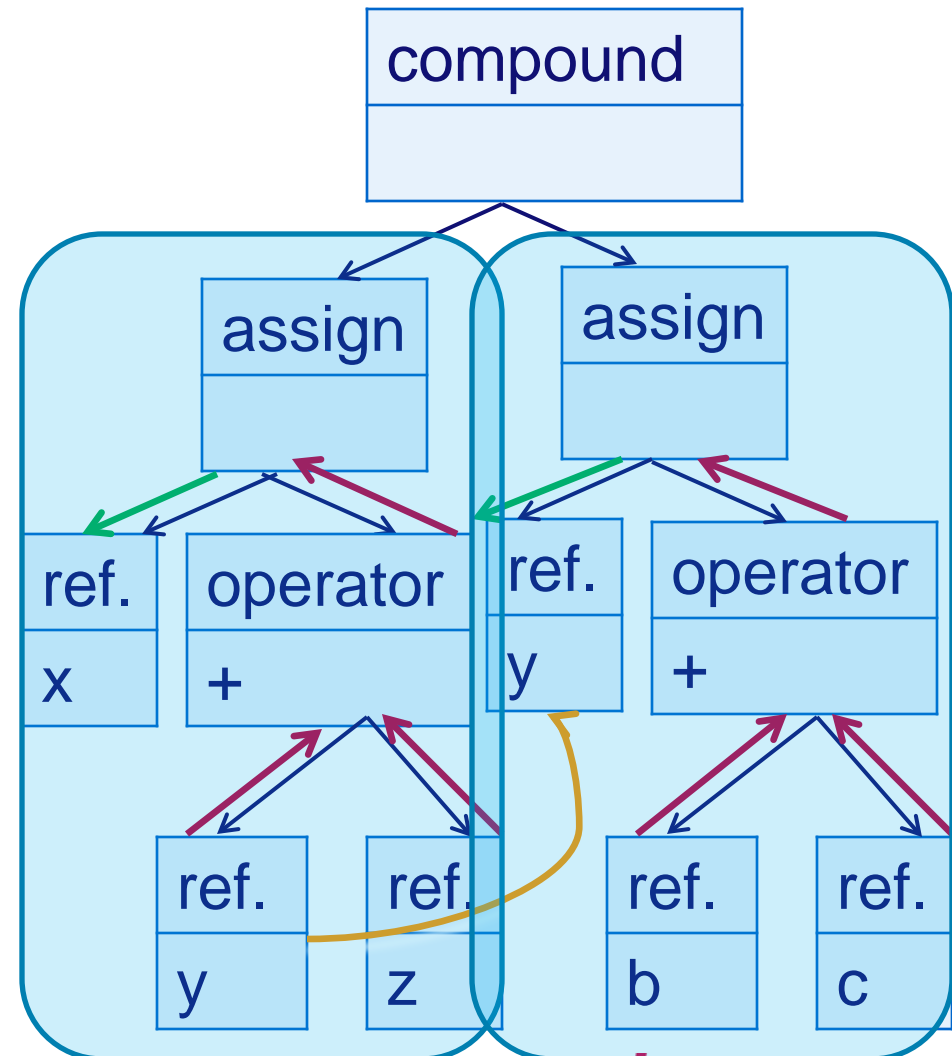 compound
assign
assign
ref.
x
operator
+
ref.
y
operator
+
ref.
y
ref.
z
ref.
b
ref.
c